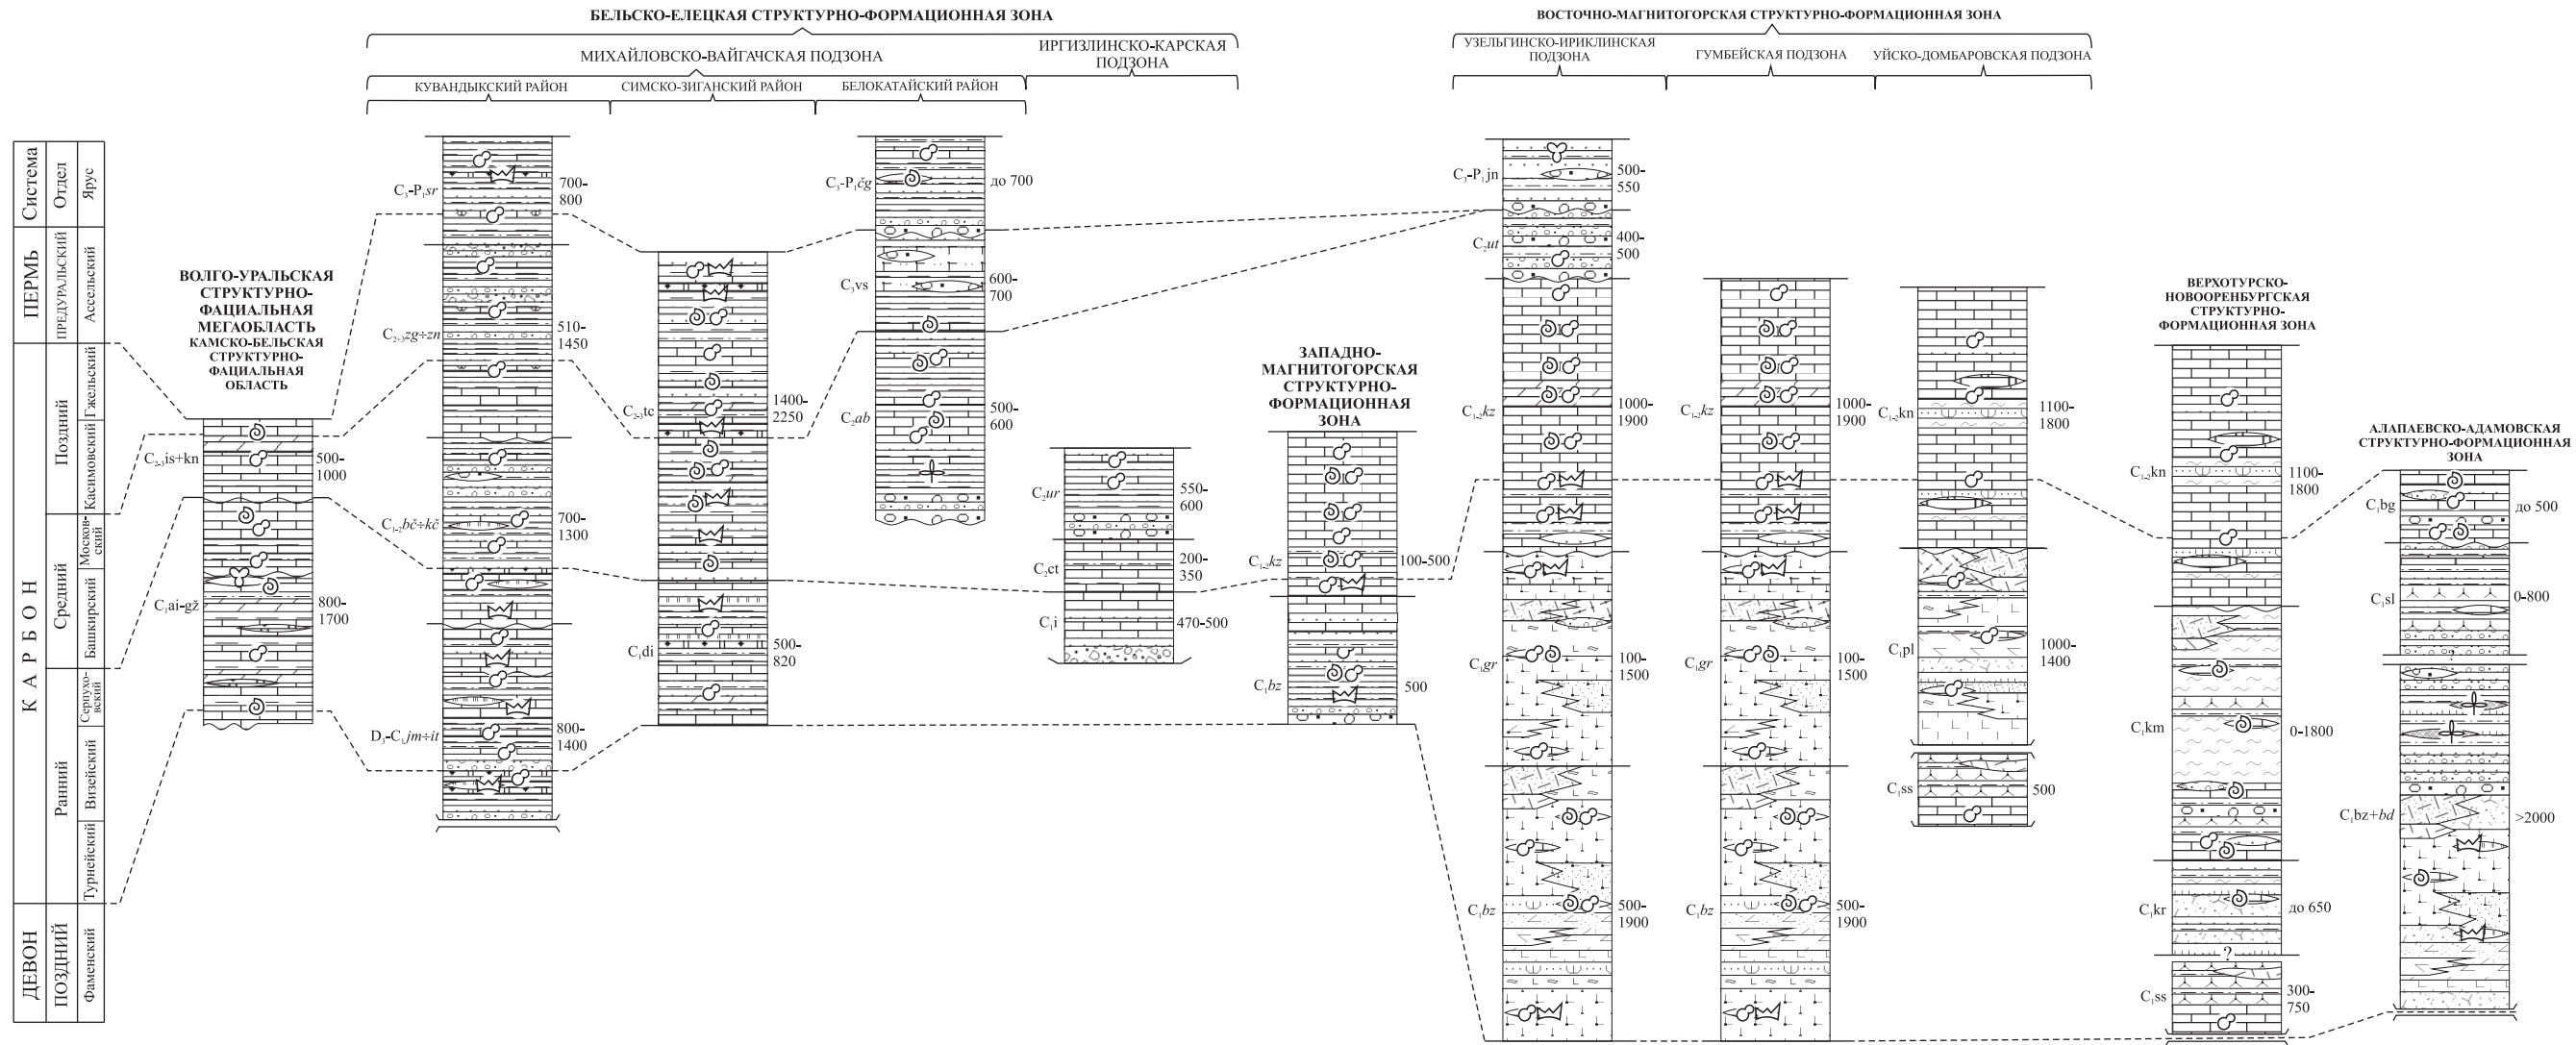 БЕЛЬСКО-ЕЛЕЦКАЯ СТРУКТУРНО-ФОРМАЦИОННАЯ ЗОНА
МИХАЙЛОВСКО-ВАЙГАЧСКАЯ ПОДЗОНА
ИРГИЗЛИНСКО-КАРСКАЯ
ПОДЗОНА
КУВАНДЫКСКИЙ РАЙОН
СИМСКО-ЗИГАНСКИЙ РАЙОН
БЕЛОКАТАЙСКИЙ РАЙОН
ВОСТОЧНО-МАГНИТОГОРСКАЯ СТРУКТУРНО-ФОРМАЦИОННАЯ ЗОНА
УЗЕЛЬГИНСКО-ИРИКЛИНСКАЯ
ПОДЗОНА
ГУМБЕЙСКАЯ ПОДЗОНА
УЙСКО-ДОМБАРОВСКАЯ ПОДЗОНА
Система
Отдел
Ярус
ПЕРМЬ
ПРЕДУРАЛЬСКИЙ
Ассельский
КАРБОН
Поздний
Гжельский
Касимовский
Средний
Москов-
ский
Башкирский
Ранний
Серпухо-
вский
Визейский
Турнейский
ДЕВОН
ПОЗДНИЙ
Фаменский
ВОЛГО-УРАЛЬСКАЯ
СТРУКТУРНО-
ФАЦИАЛЬНАЯ
МЕГАОБЛАСТЬ
КАМСКО-БЕЛЬСКАЯ
СТРУКТУРНО-
ФАЦИАЛЬНАЯ
ОБЛАСТЬ
C₂₋₃is+kn
500-
1000
C₁ai-gž
800-
1700
C₃-P₁sr
700-
800
C₂₊₃zg÷zn
510-
1450
C₁₋₂bč÷kč
700-
1300
D₃-C₁jm÷it
800-
1400
C₂₋₃tc
1400-
2250
C₁di
500-
820
C₃-P₁čg
до 700
C₃vs
600-
700
C₂ab
500-
600
C₂ur
550-
600
C₂ct
200-
350
C₁i
470-500
ЗАПАДНО-
МАГНИТОГОРСКАЯ
СТРУКТУРНО-
ФОРМАЦИОННАЯ
ЗОНА
C₁₋₂kz
100-500
C₁bz
500
C₃-P₁jn
500-
550
C₂ut
400-
500
C₁₋₂kz
1000-
1900
C₁gr
100-
1500
C₁bz
500-
1900
C₁₋₂kz
1000-
1900
C₁gr
100-
1500
C₁bz
500-
1900
C₁₋₂kn
1100-
1800
C₁pl
1000-
1400
C₁ss
500
ВЕРХОТУРСКО-
НОВООРЕНБУРГСКАЯ
СТРУКТУРНО-
ФОРМАЦИОННАЯ ЗОНА
C₁₋₂kn
1100-
1800
C₁km
0-1800
C₁kr
до 650
?
C₁ss
300-
750
АЛАПАЕВСКО-АДАМОВСКАЯ
СТРУКТУРНО-ФОРМАЦИОННАЯ
ЗОНА
C₁bg
до 500
C₁sl
0-800
?
C₁bz+bd
>2000